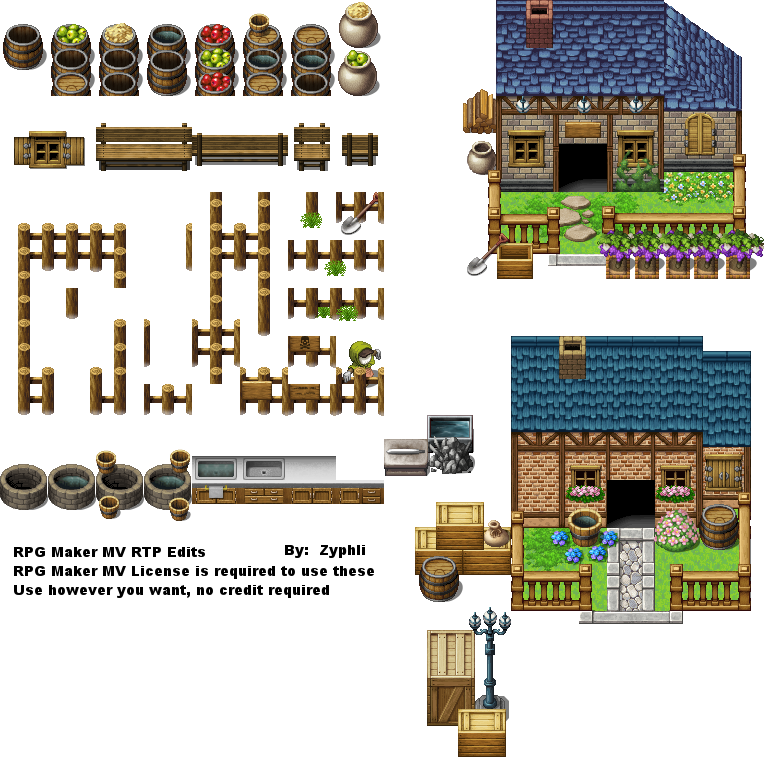 RPG Maker MV RTP Edits By: Zyphli
RPG Maker MV License is required to use these
Use however you want, no credit required